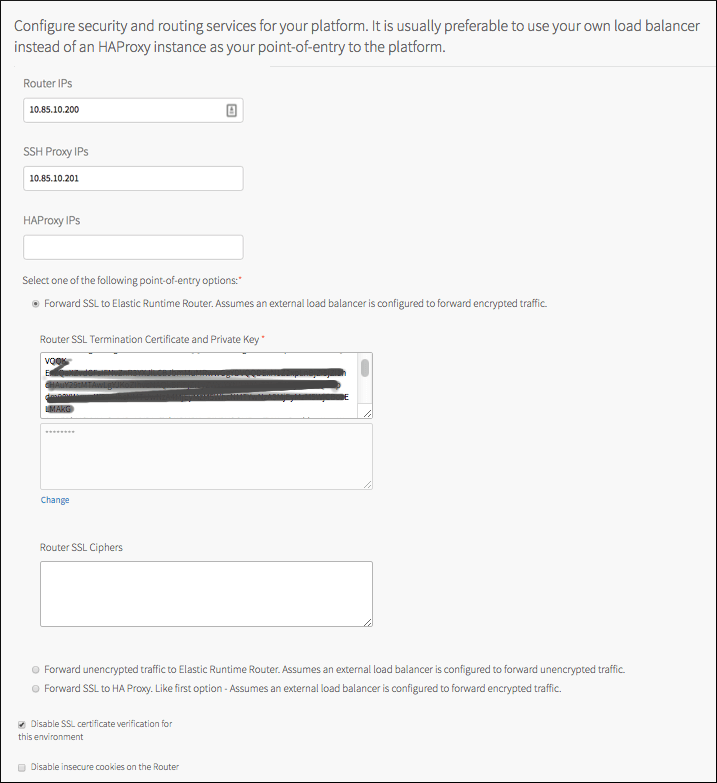 Configure security and routing services for your platform. It is usually preferable to use your own load balancer
instead of an HAProxy instance as your point-of-entry to the platform.
Router IPs
10.85.10.200
SSH Proxy IPs
10.85.10.201
HAProxy IPs
Select one of the following point-of-entry options:*
Forward SSL to Elastic Runtime Router. Assumes an external load balancer is configured to forward encrypted traffic.
Router SSL Termination Certificate and Private Key *
LMAkG
********
Change
Router SSL Ciphers
Forward unencrypted traffic to Elastic Runtime Router. Assumes an external load balancer is configured to forward unencrypted traffic.
Forward SSL to HA Proxy. Like first option - Assumes an external load balancer is configured to forward encrypted traffic.
Disable SSL certificate verification for
this environment
Disable insecure cookies on the Router